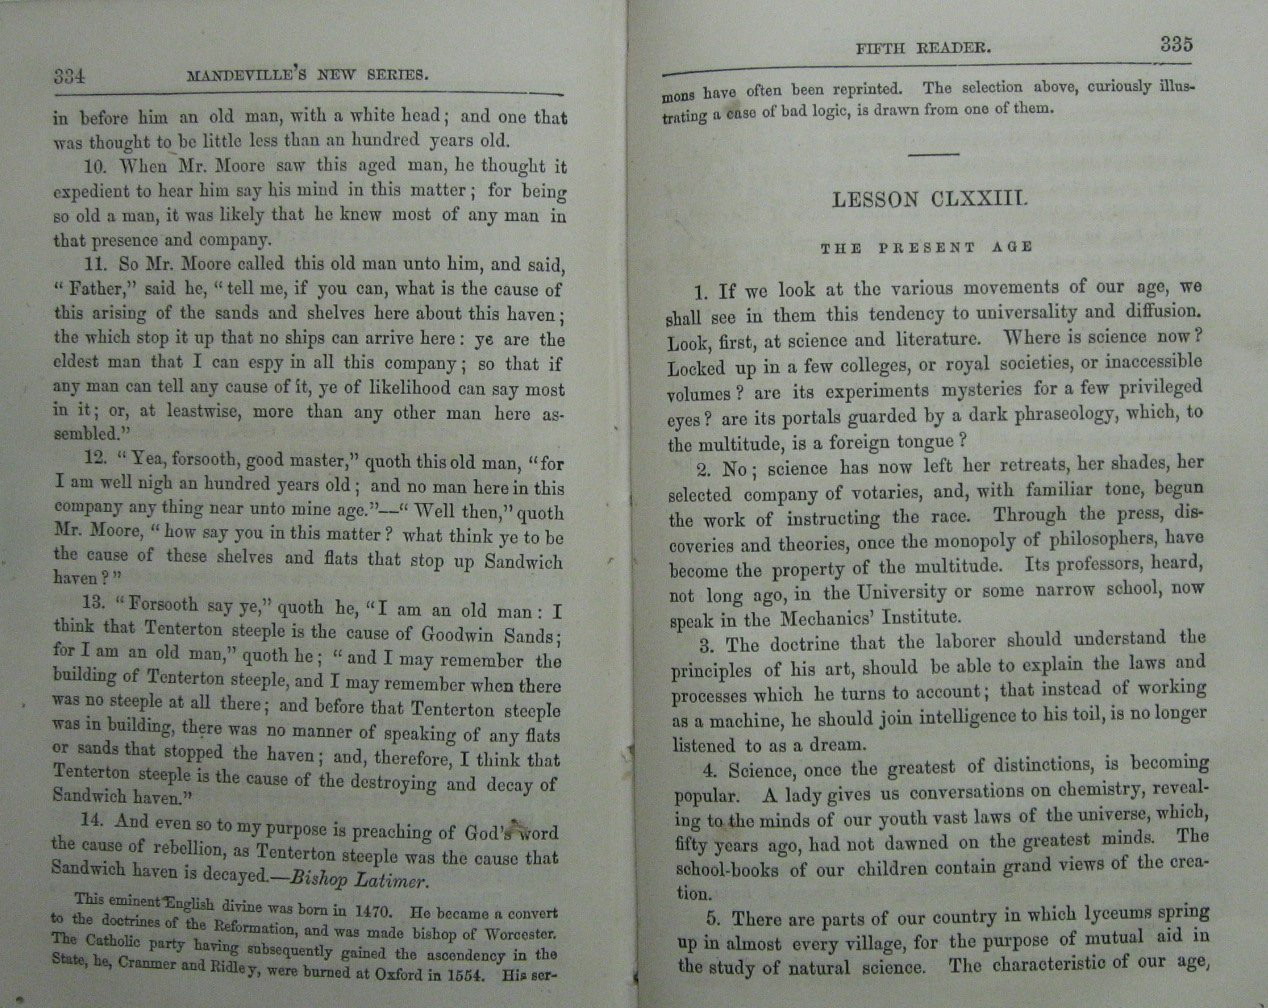 334 MANDEVILLE'S NEW SERIES.
in before him an old man, with a white head; and one that
was thought to be little less than an hundred years old.
10. When Mr. Moore saw this aged man, he thought it
expedient to hear him say his mind in this matter; for being
so old a man, it was likely that he knew most of any man in
that presence and company.
11. So Mr. Moore called this old man unto him, and said,
“Father,” said he, “tell me, if you can, what is the cause of
this arising of the sands and shelves here about this haven;
the which stop it up that no ships can arrive here: ye are the
eldest man that I can espy in all this company; so that if
any man can tell any cause of it, ye of likelihood can say most
in it; or, at leastwise, more than any other man here as-
sembled.”
12. “Yea, forsooth, good master,” quoth this old man, “for
I am well nigh an hundred years old; and no man here in this
company any thing near unto mine age.”—“Well then,” quoth
Mr. Moore, “how say you in this matter? what think ye to be
the cause of these shelves and flats that stop up Sandwich
haven?”
13. “Forsooth say ye,” quoth he, “I am an old man: I
think that Tenterton steeple is the cause of Goodwin Sands;
for I am an old man,” quoth he; “and I may remember the
building of Tenterton steeple, and I may remember when there
was no steeple at all there; and before that Tenterton steeple
was in building, there was no manner of speaking of any flats
or sands that stopped the haven; and, therefore, I think that
Tenterton steeple is the cause of the destroying and decay of
Sandwich haven.”
14. And even so to my purpose is preaching of God's word
the cause of rebellion, as Tenterton steeple was the cause that
Sandwich haven is decayed.—Bishop Latimer.
This eminent English divine was born in 1470. He became a convert
to the doctrines of the Reformation, and was made bishop of Worcester.
The Catholic party having subsequently gained the ascendency in the
State, he, Cranmer and Ridley, were burned at Oxford in 1554. His ser-
FIFTH READER. 335
mons have often been reprinted. The selection above, curiously illus-
trating a case of bad logic, is drawn from one of them.
LESSON CLXXIII.
THE PRESENT AGE
1. If we look at the various movements of our age, we
shall see in them this tendency to universality and diffusion.
Look, first, at science and literature. Where is science now?
Locked up in a few colleges, or royal societies, or inaccessible
volumes? are its experiments mysteries for a few privileged
eyes? are its portals guarded by a dark phraseology, which, to
the multitude, is a foreign tongue?
2. No; science has now left her retreats, her shades, her
selected company of votaries, and, with familiar tone, begun
the work of instructing the race. Through the press, dis-
coveries and theories, once the monopoly of philosophers, have
become the property of the multitude. Its professors, heard,
not long ago, in the University or some narrow school, now
speak in the Mechanics' Institute.
3. The doctrine that the laborer should understand the
principles of his art, should be able to explain the laws and
processes which he turns to account; that instead of working
as a machine, he should join intelligence to his toil, is no longer
listened to as a dream.
4. Science, once the greatest of distinctions, is becoming
popular. A lady gives us conversations on chemistry, reveal-
ing to the minds of our youth vast laws of the universe, which,
fifty years ago, had not dawned on the greatest minds. The
school-books of our children contain grand views of the crea-
tion.
5. There are parts of our country in which lyceums spring
up in almost every village, for the purpose of mutual aid in
the study of natural science. The characteristic of our age,